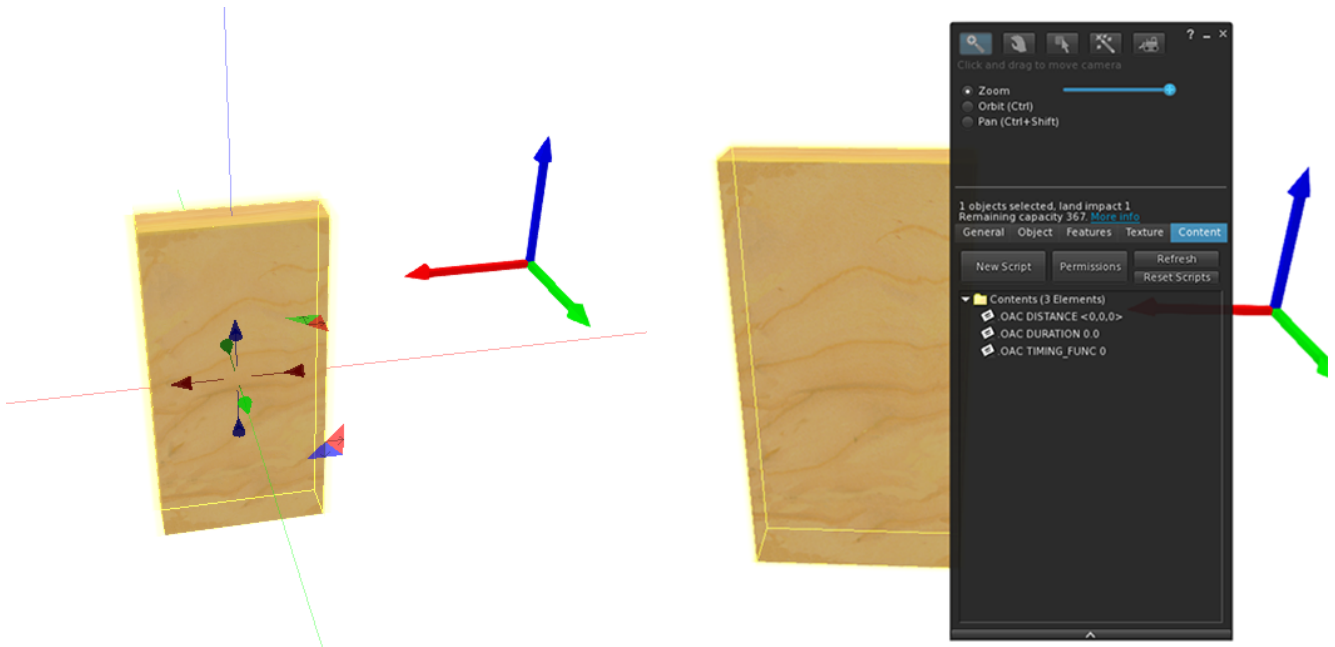 ? _ ×
Click and drag to move camera
Zoom
Orbit (Ctrl)
Pan (Ctrl+Shift)
1 objects selected, land impact 1
Remaining capacity 367. More info
General Object Features Texture Content
New Script Permissions Refresh
Reset Scripts
Contents (3 Elements)
.OAC DISTANCE <0,0,0>
.OAC DURATION 0.0
.OAC TIMING_FUNC 0